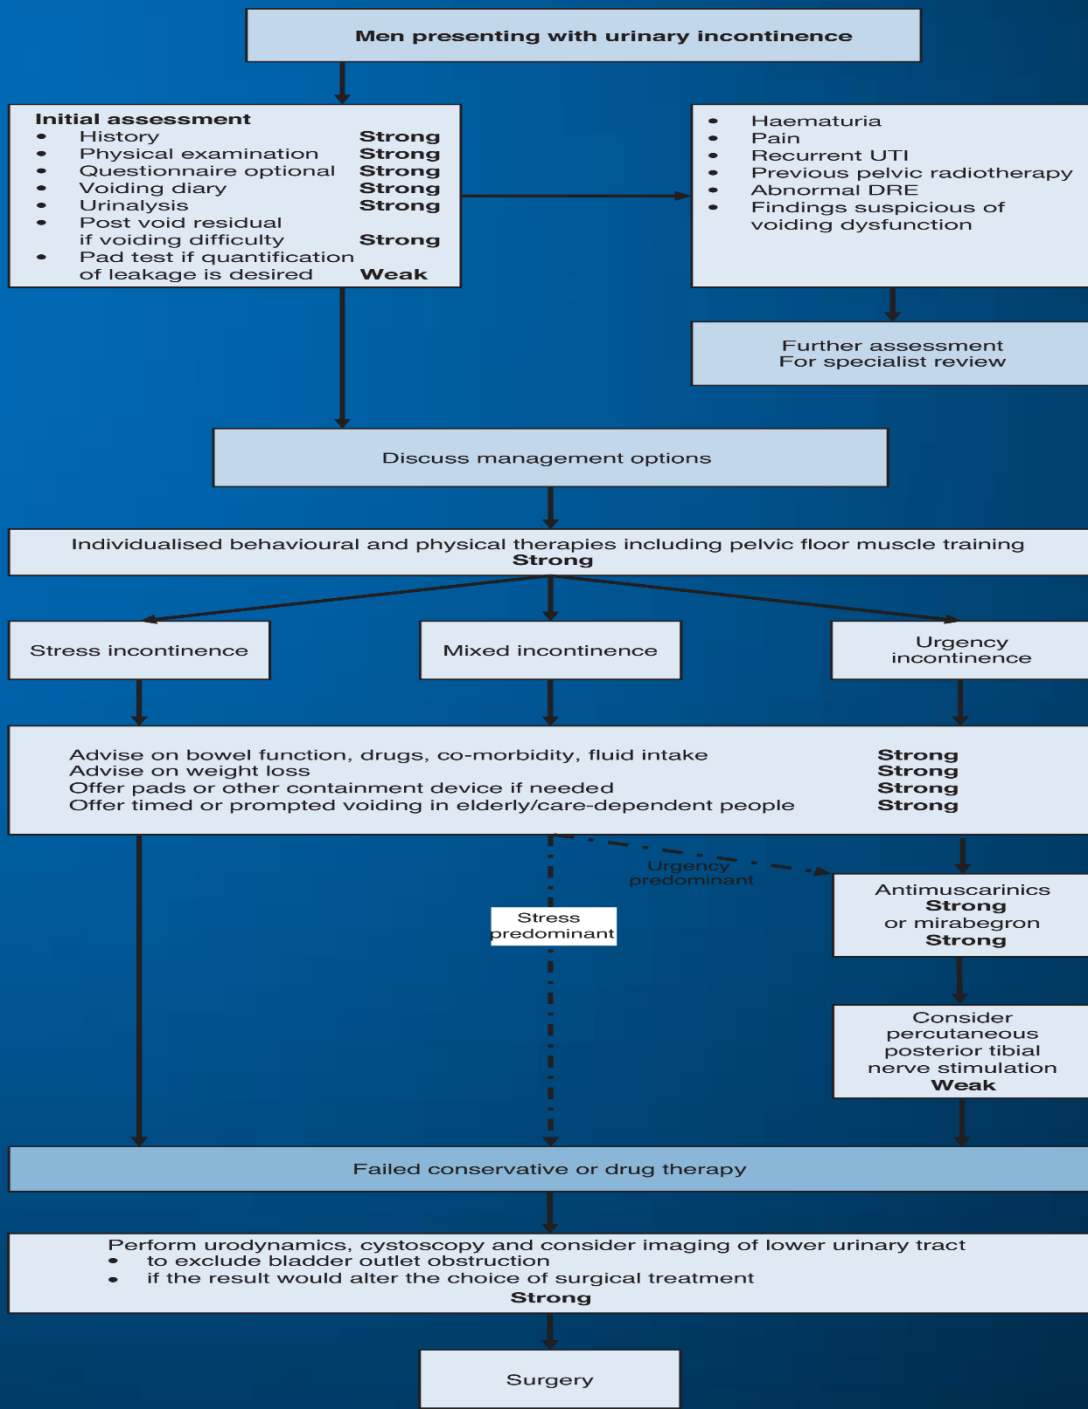 Men presenting with urinary incontinence
Initial assessment
• History Strong
• Physical examination Strong
• Questionnaire optional Strong
• Voiding diary Strong
• Urinalysis Strong
• Post void residual
if voiding difficulty Strong
• Pad test if quantification
of leakage is desired Weak
• Haematuria
• Pain
• Recurrent UTI
• Previous pelvic radiotherapy
• Abnormal DRE
• Findings suspicious of
voiding dysfunction
Further assessment
For specialist review
Discuss management options
Individualised behavioural and physical therapies including pelvic floor muscle training
Strong
Stress incontinence
Mixed incontinence
Urgency
incontinence
Advise on bowel function, drugs, co-morbidity, fluid intake Strong
Advise on weight loss Strong
Offer pads or other containment device if needed Strong
Offer timed or prompted voiding in elderly/care-dependent people Strong
Urgency
predominant
Stress
predominant
Antimuscarinics
Strong
or mirabegron
Strong
Consider
percutaneous
posterior tibial
nerve stimulation
Weak
Failed conservative or drug therapy
Perform urodynamics, cystoscopy and consider imaging of lower urinary tract
• to exclude bladder outlet obstruction
• if the result would alter the choice of surgical treatment
Strong
Surgery